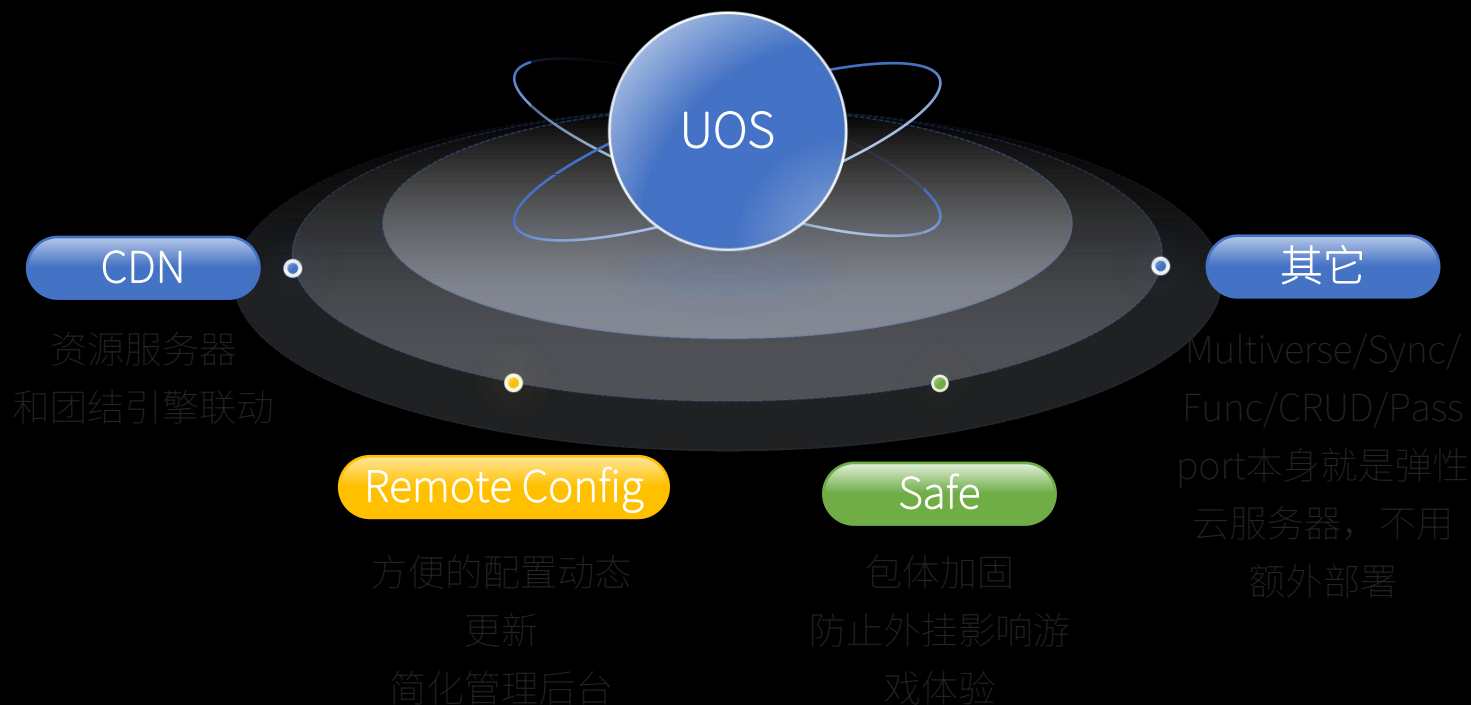 UOS
CDN
资源服务器
和团结引擎联动
Remote Config
方便的配置动态
更新
简化管理后台
Safe
包体加固
防止外挂影响游
戏体验
其它
Multiverse/Sync/
Func/CRUD/Pass
port本身就是弹性
云服务器，不用
额外部署